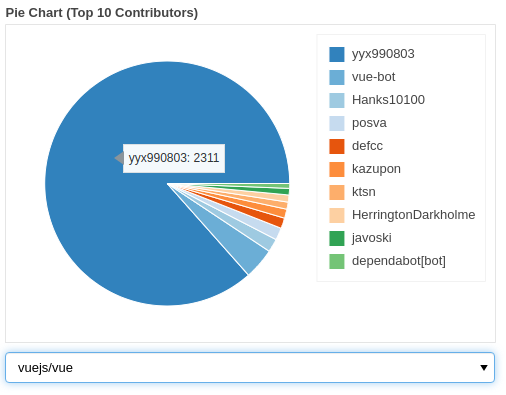 Pie Chart (Top 10 Contributors)
yyx990803: 2311
yyx990803
vue-bot
Hanks10100
posva
defcc
kazupon
ktsn
HerringtonDarkholme
javoski
dependabot[bot]
vuejs/vue